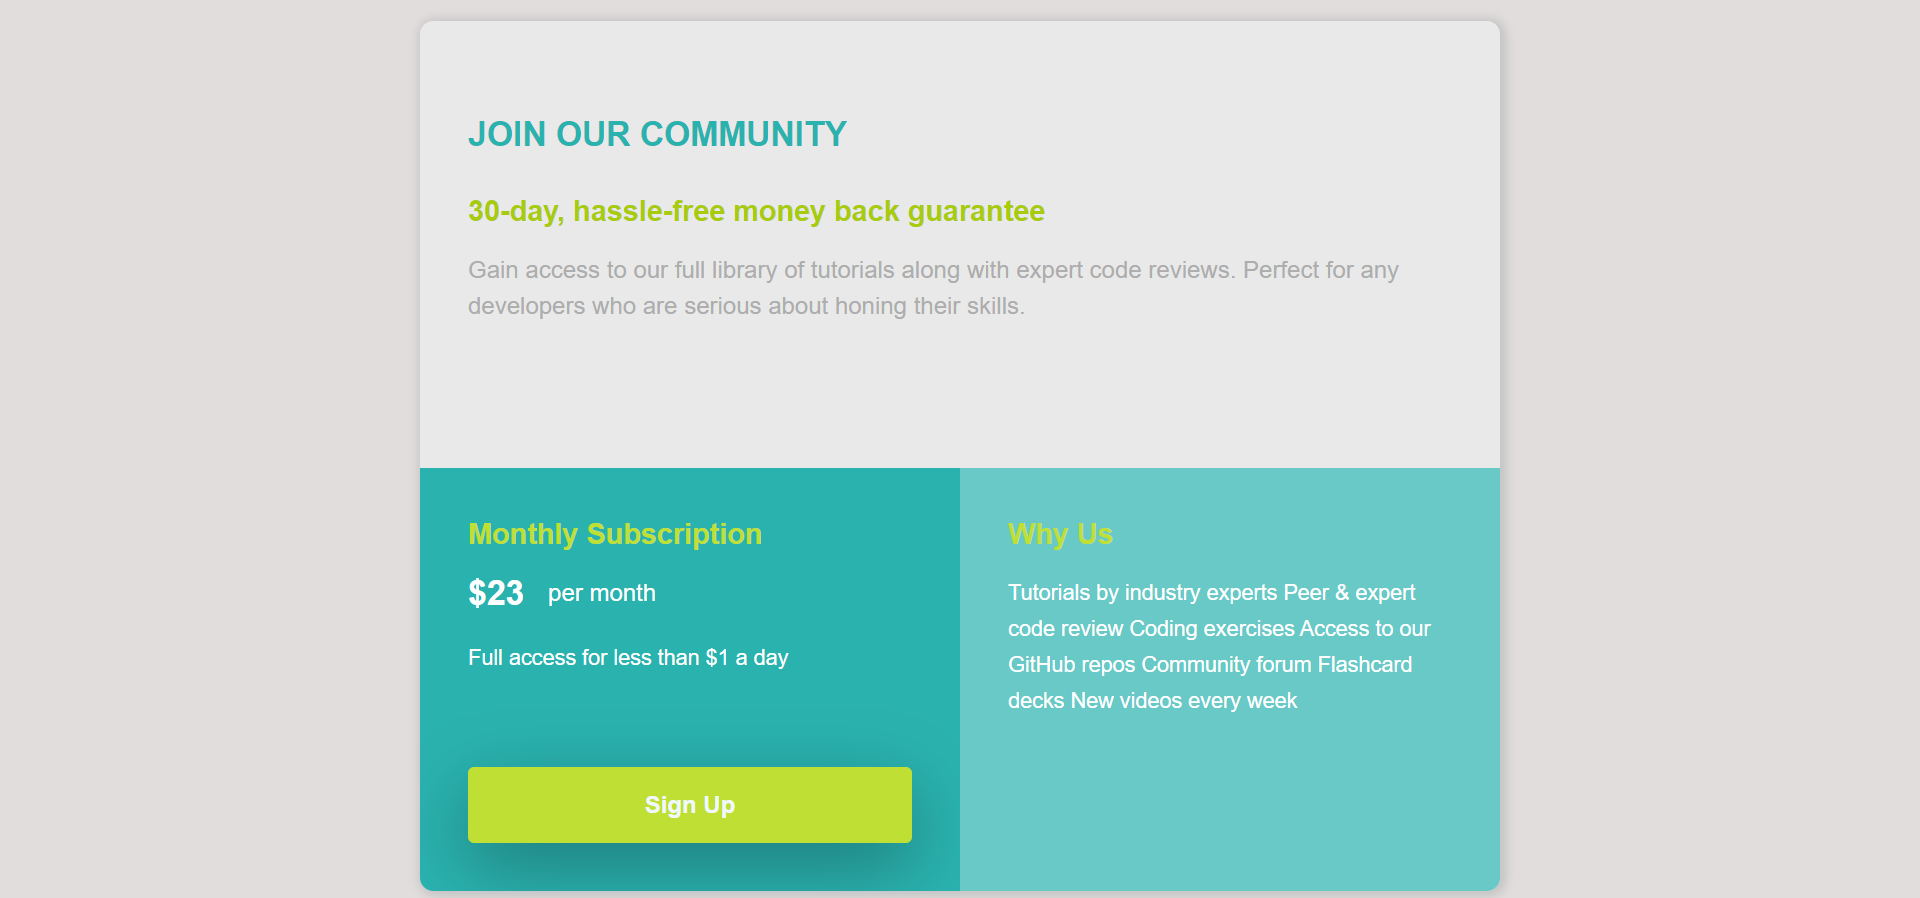 JOIN OUR COMMUNITY
30-day, hassle-free money back guarantee
Gain access to our full library of tutorials along with expert code reviews. Perfect for any
developers who are serious about honing their skills.
Monthly Subscription
$23 per month
Full access for less than $1 a day
Sign Up
Why Us
Tutorials by industry experts Peer & expert
code review Coding exercises Access to our
GitHub repos Community forum Flashcard
decks New videos every week